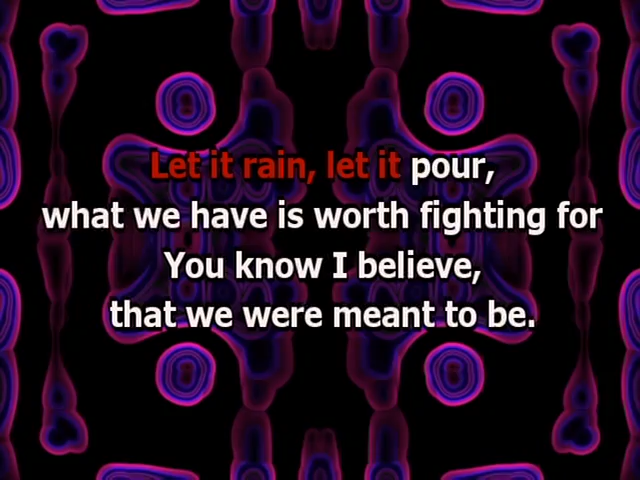 Let it rain, let it pour,
what we have is worth fighting for
You know I believe,
that we were meant to be.